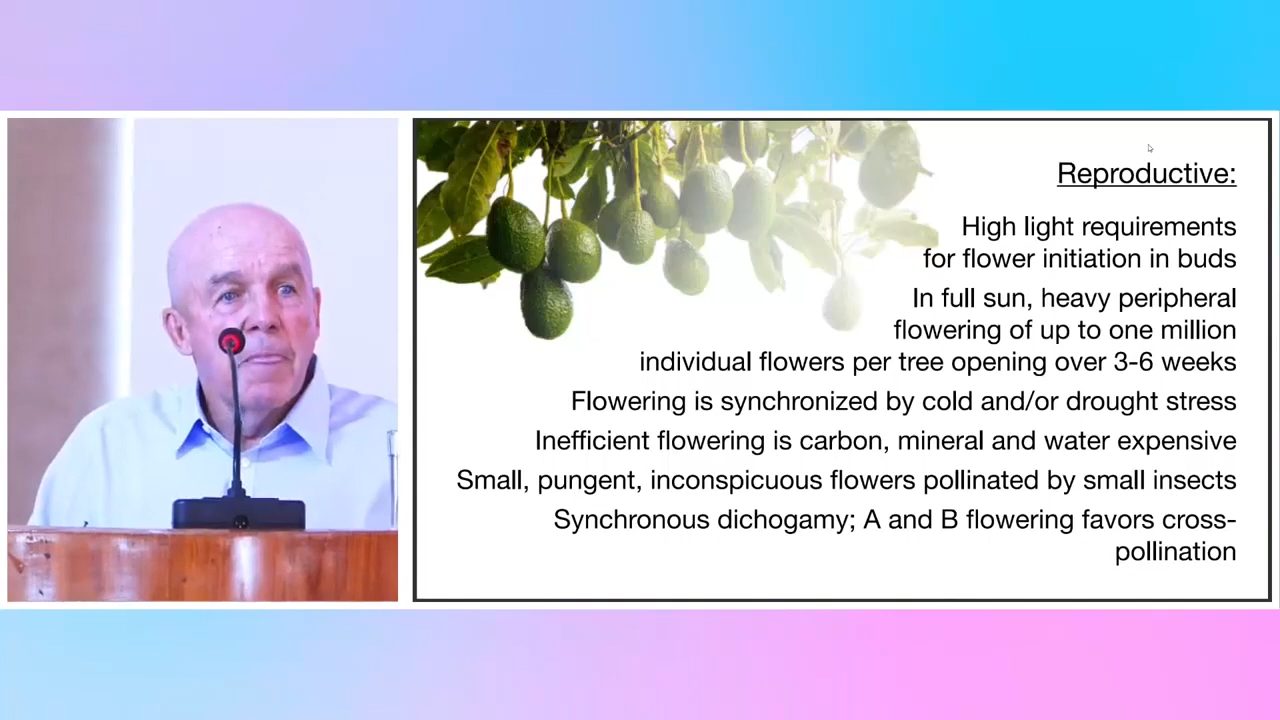 Reproductive:
High light requirements
for flower initiation in buds
In full sun, heavy peripheral
flowering of up to one million
individual flowers per tree opening over 3-6 weeks
Flowering is synchronized by cold and/or drought stress
Inefficient flowering is carbon, mineral and water expensive
Small, pungent, inconspicuous flowers pollinated by small insects
Synchronous dichogamy; A and B flowering favors cross-
pollination